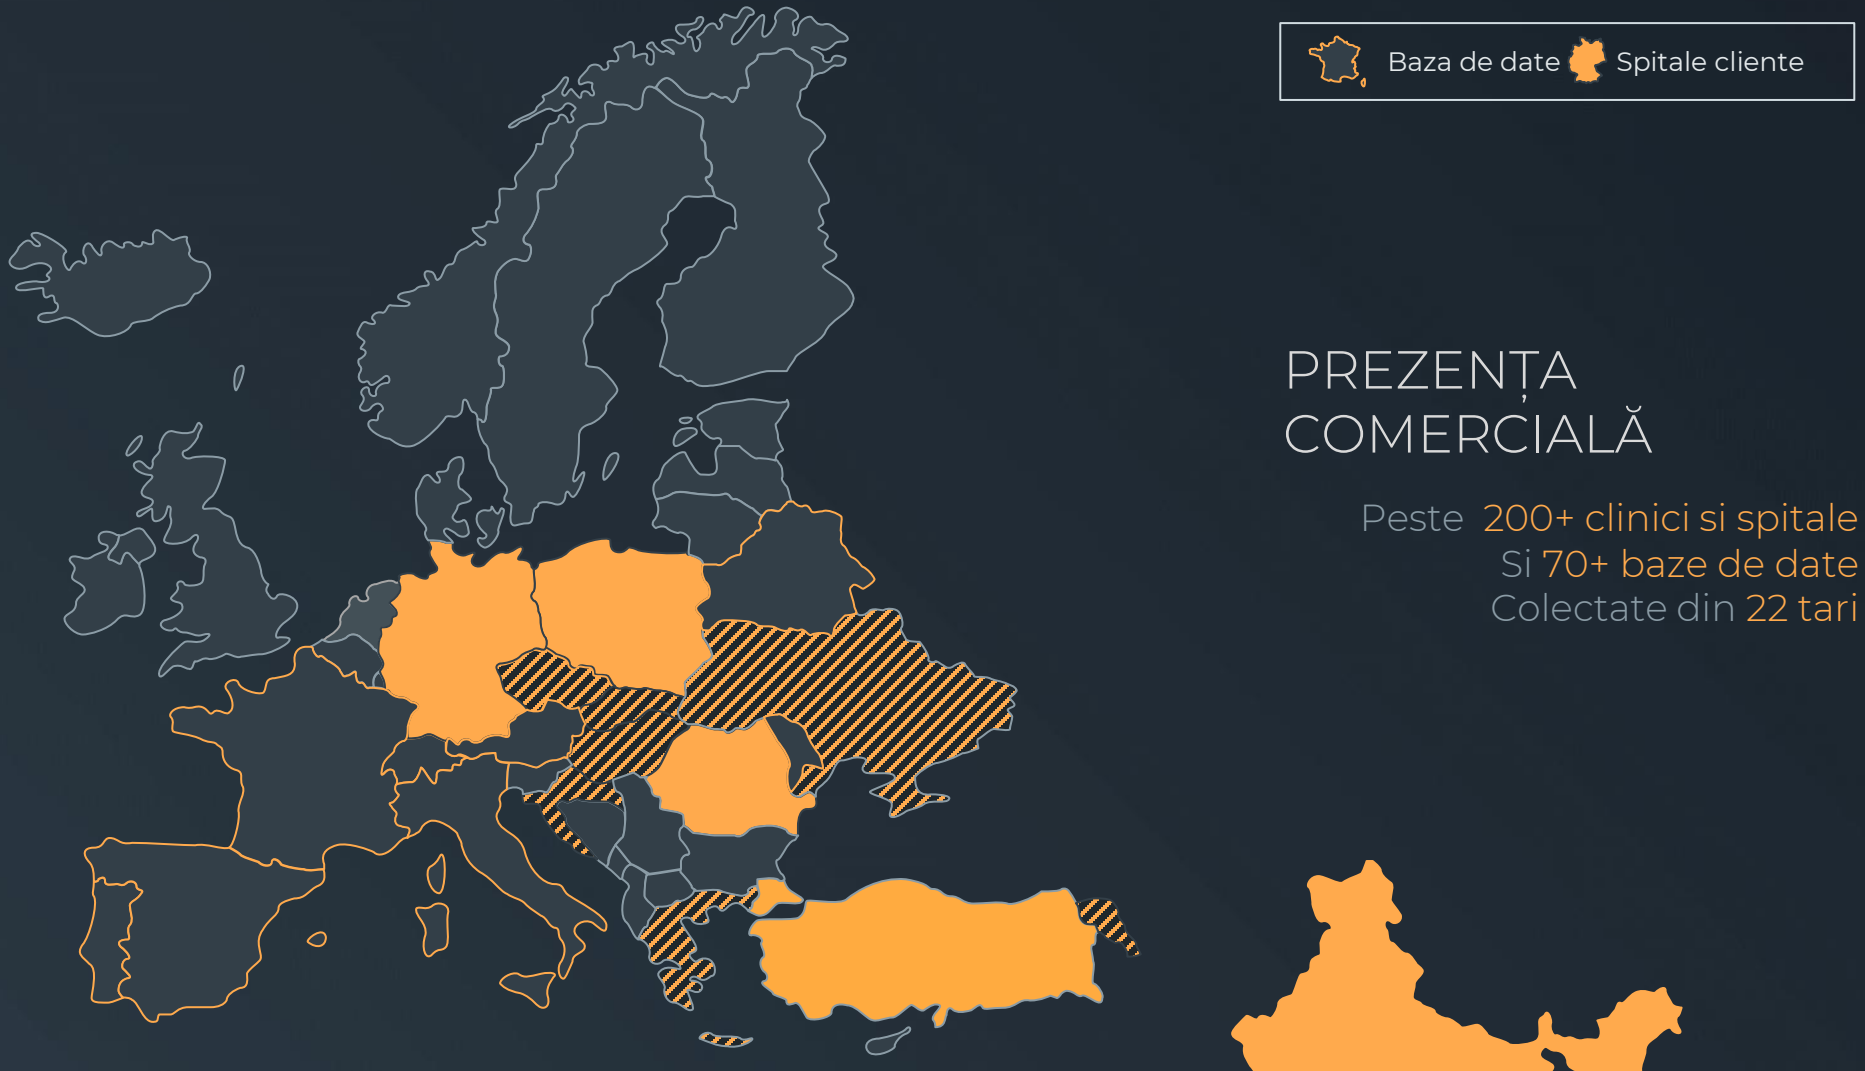 Baza de date Spitale cliente
PREZENȚA
COMERCIALĂ
Peste 200+ clinici si spitale
Si 70+ baze de date
Colectate din 22 tari